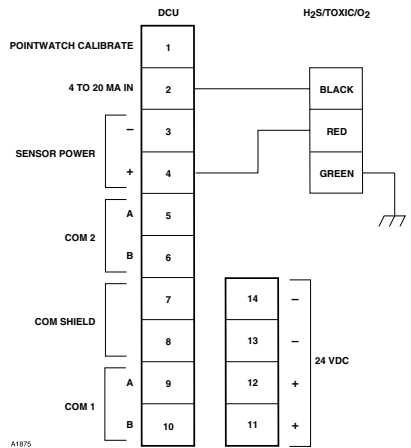 DCU H2S/TOXIC/O2
POINTWATCH CALIBRATE 1
4 TO 20 MA IN 2 BLACK
– 3 RED
SENSOR POWER
+ 4 GREEN
A 5
COM 2
B 6
7 14 –
COM SHIELD
8 13 –
24 VDC
A 9 12 +
COM 1
B 10 11 +
A1875